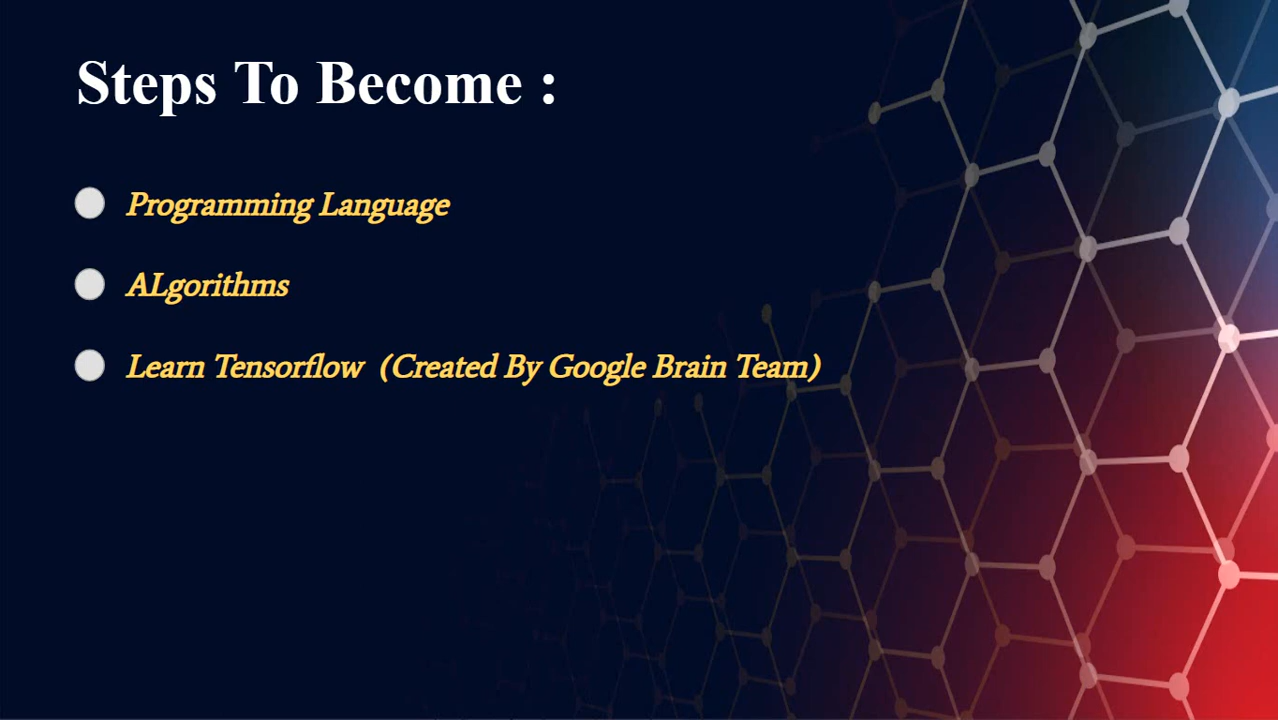 Steps To Become :
Programming Language
ALgorithms
Learn Tensorflow (Created By Google Brain Team)